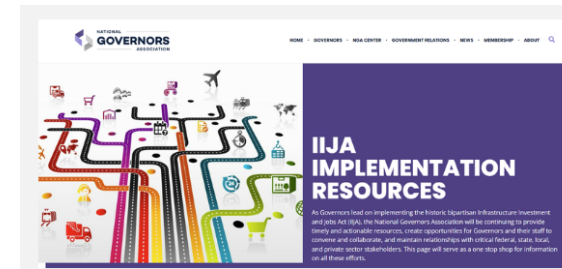 NATIONAL
GOVERNORS
ASSOCIATION
HOME - GOVERNORS - NGA CENTER - GOVERNMENT RELATIONS - NEWS - MEMBERSHIP - ABOUT
IIJA
IMPLEMENTATION
RESOURCES
As Governors lead on implementing the historic bipartisan Infrastructure Investment
and Jobs Act (IIJA), the National Governors Association will be continuing to provide
timely and actionable resources, create opportunities for Governors and their staff to
convene and collaborate, and maintain relationships with critical federal, state, local,
and private sector stakeholders. This page will serve as a one stop shop for information
on all these efforts.